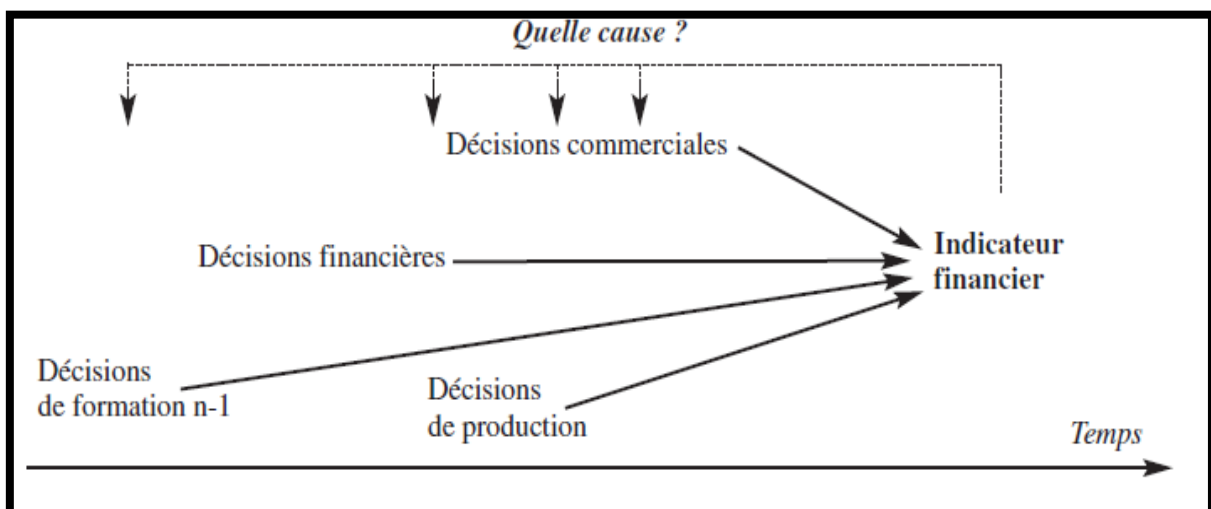 Quelle cause ?
Décisions commerciales
Décisions financières
Indicateur
financier
Décisions
de formation n-1
Décisions
de production
Temps